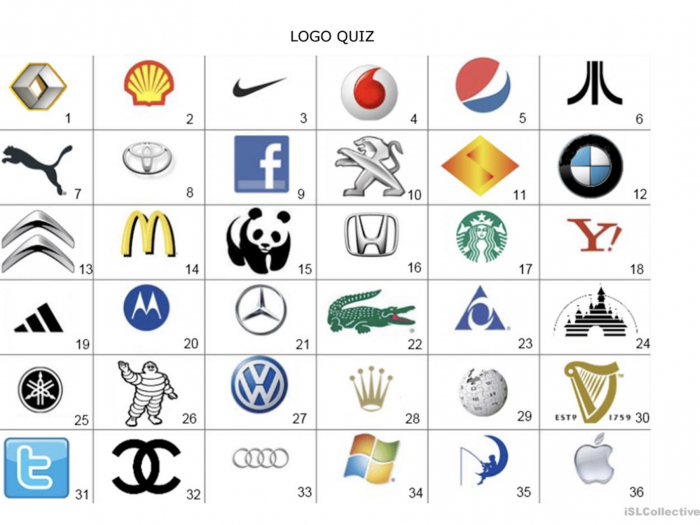 LOGO QUIZ
1 2 3 4 5 6
f
7 8 9 10 11 12
13 14 15 16 17 18
Y!
19 20 21 22 23 24
ESTD 1759
TM
25 26 27 28 29 30
t
31 32 33 34 35 36
iSLCollective